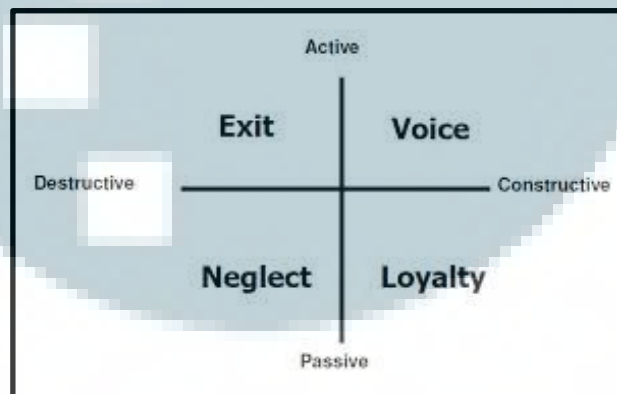 Active
Exit Voice
Destructive Constructive
Neglect Loyalty
Passive